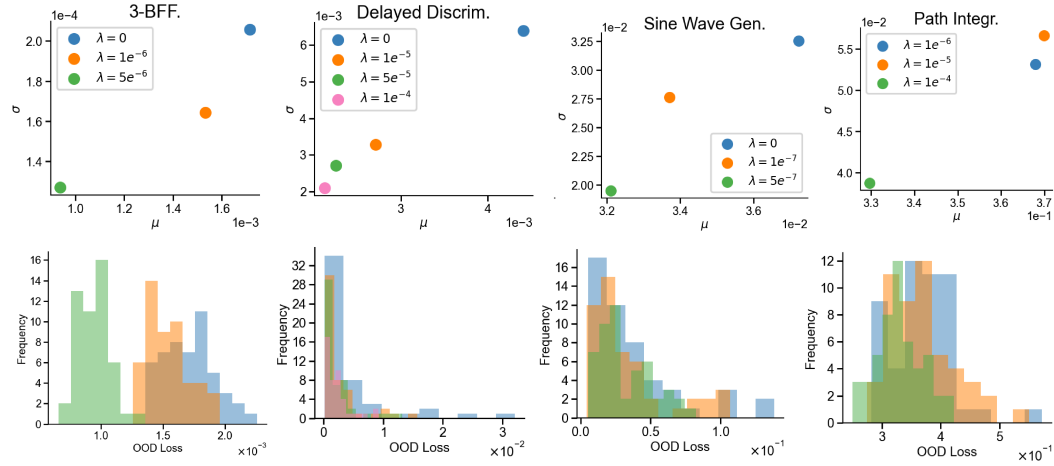 3-BFF.
1e−4
2.0
1.8
1.6
1.4
σ
λ = 0
λ = 1e⁻⁶
λ = 5e⁻⁶
1.0 1.2 1.4 1.6
μ
1e−3
Delayed Discrim.
1e−3
6
5
4
3
2
σ
λ = 0
λ = 1e⁻⁵
λ = 5e⁻⁵
λ = 1e⁻⁴
3 4
μ
1e−3
Sine Wave Gen.
1e−2
3.25
3.00
2.75
2.50
2.25
2.00
σ
λ = 0
λ = 1e⁻⁷
λ = 5e⁻⁷
3.2 3.4 3.6
μ
1e−2
Path Integr.
1e−2
5.5
5.0
4.5
4.0
σ
λ = 1e⁻⁶
λ = 1e⁻⁵
λ = 1e⁻⁴
3.3 3.4 3.5 3.6 3.7
μ
1e−1
16
14
12
10
8
6
4
2
0
Frequency
1.0 1.5 2.0
OOD Loss
×10⁻³
32
28
24
20
16
12
8
4
0
Frequency
0 1 2 3
OOD Loss
×10⁻²
16
14
12
10
8
6
4
2
0
Frequency
0.0 0.5 1.0
OOD Loss
×10⁻¹
12
10
8
6
4
2
0
Frequency
3 4 5
OOD Loss
×10⁻¹